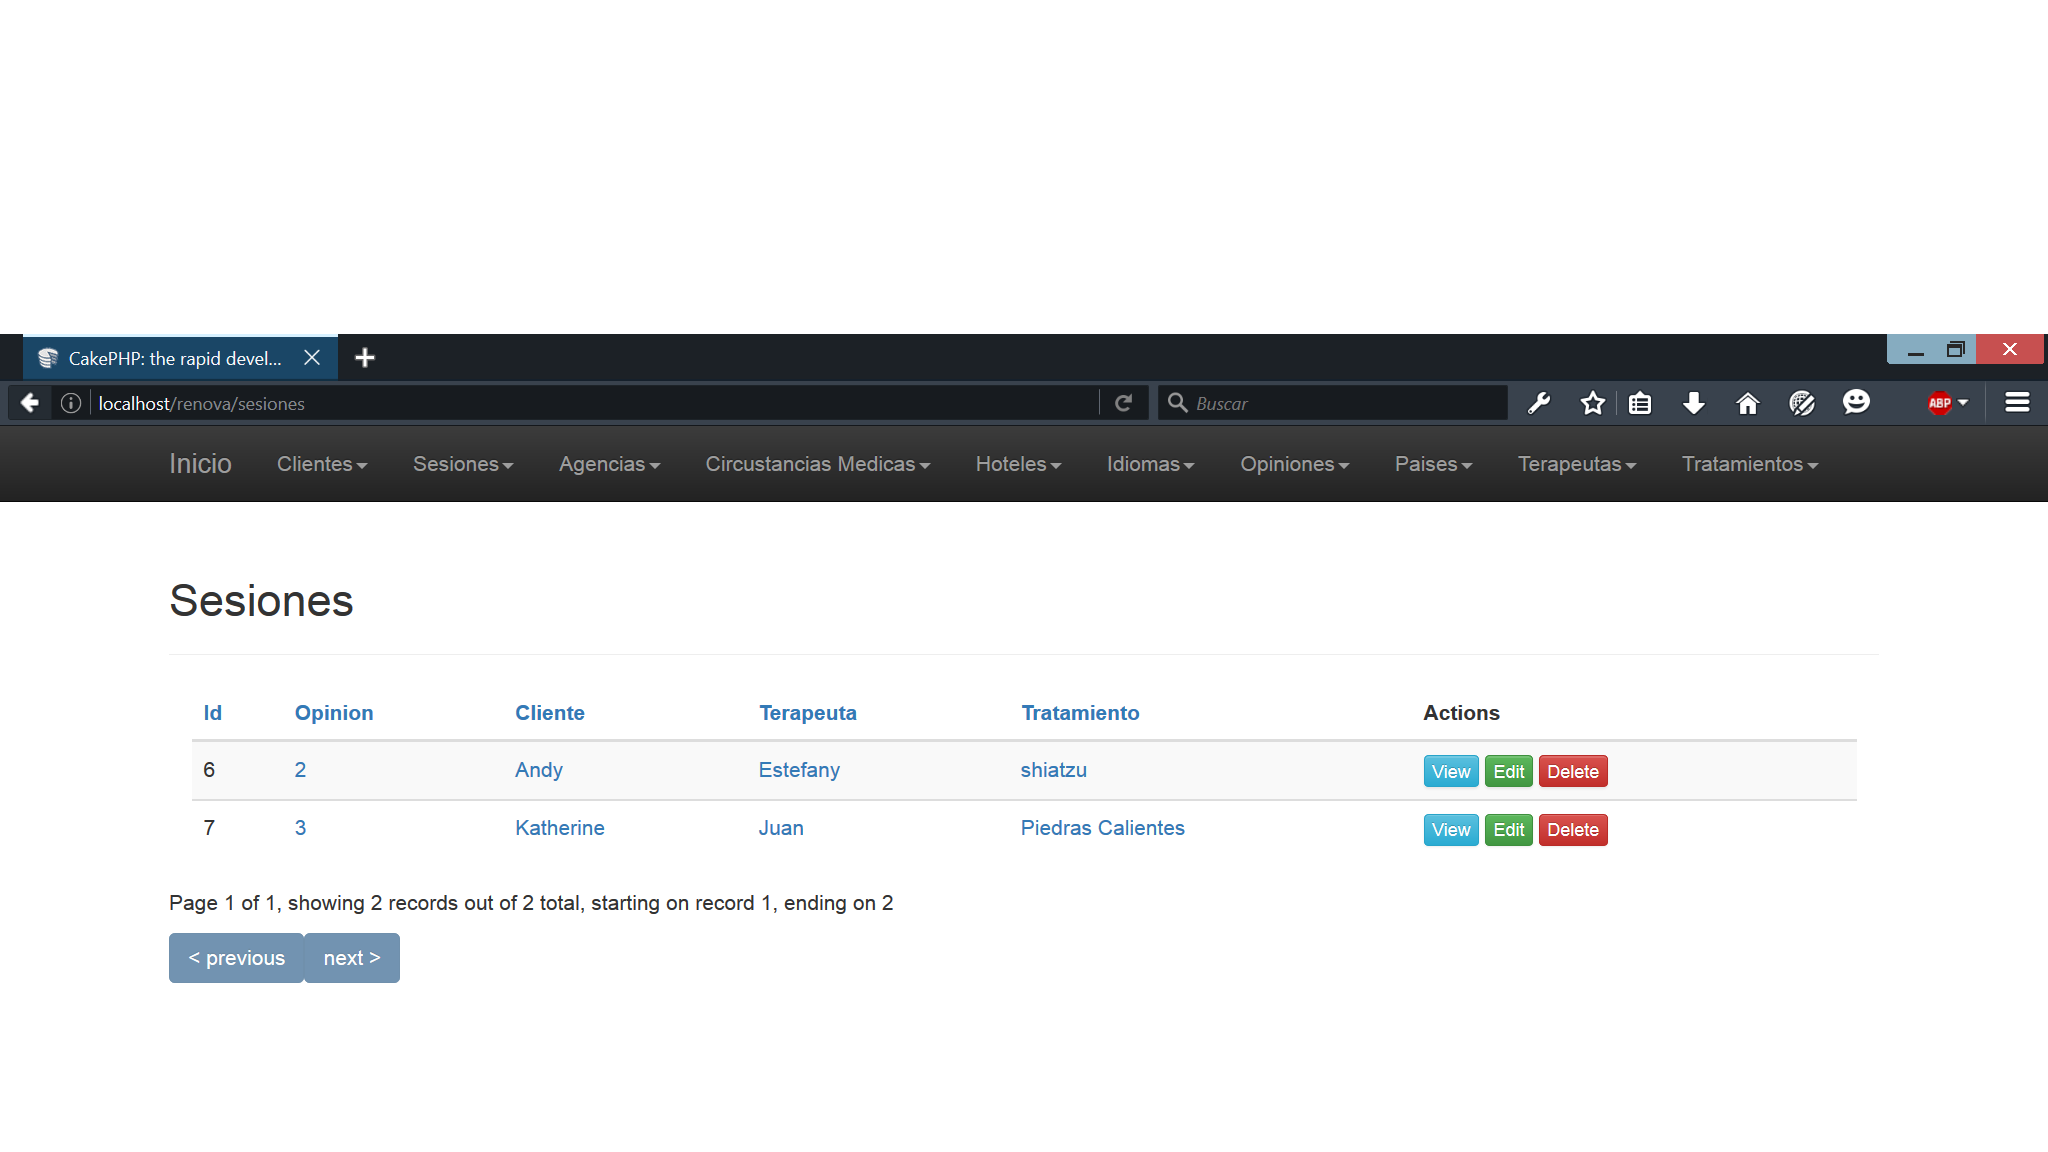 CakePHP: the rapid devel...
localhost/renova/sesiones
Buscar
ABP
Inicio Clientes Sesiones Agencias Circustancias Medicas Hoteles Idiomas Opiniones Paises Terapeutas Tratamientos
Sesiones
Id Opinion Cliente Terapeuta Tratamiento Actions
6 2 Andy Estefany shiatzu View Edit Delete
7 3 Katherine Juan Piedras Calientes View Edit Delete
Page 1 of 1, showing 2 records out of 2 total, starting on record 1, ending on 2
< previous next >